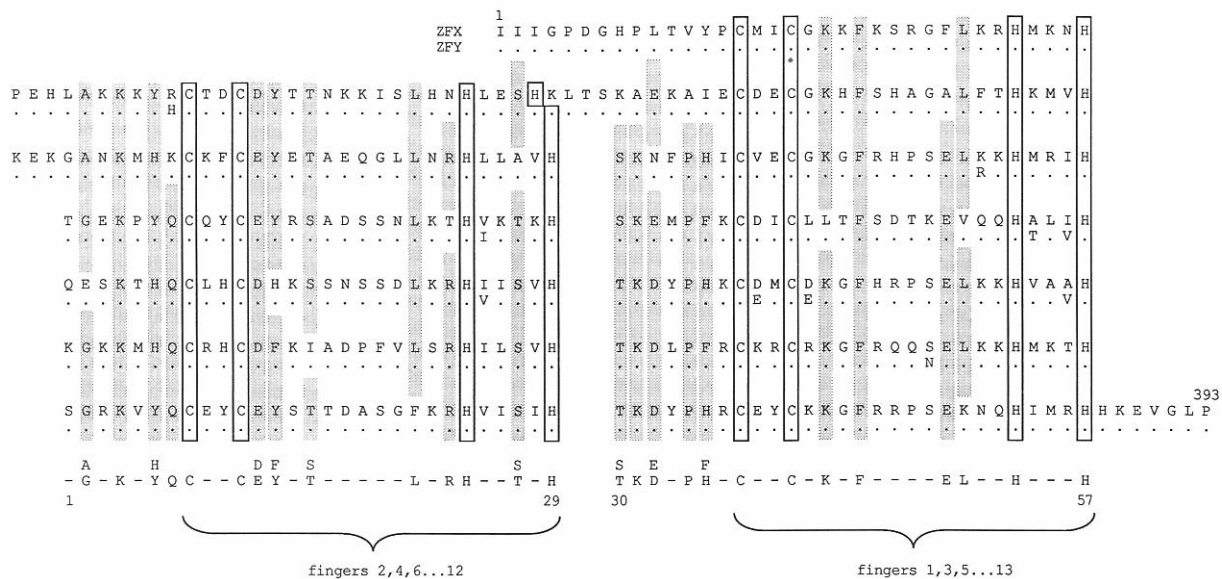 1
ZFX I I I G P D G H P L T V Y P C M I C G K K F K S R G F L K R H M K N H
ZFY . . . . . . . . . . . . . . . . . . . . . . . . . . . . . . . . . . .
*
P E H L A K K K Y R C T D C D Y T T N K K I S L H N H L E S H K L T S K A E K A I E C D E C G K H F S H A G A L F T H K M V H
. . . . . . . . . H . . . . . . . . . . . . . . . . . . . . . . . . . . . . . . . . . . . . . . . . . . . . . . . . . . . . .
K E K G A N K M H K C K F C E Y E T A E Q G L L N R H L L A V H S K N F P H I C V E C G K G F R H P S E L K K H M R I H
. . . . . . . . . . . . . . . . . . . . . . . . . . . . . . . . . . . . . . . . . . . . . . . . . . . . . R . . . . . .
T G E K P Y Q C Q Y C E Y R S A D S S N L K T H V K T K H S K E M P F K C D I C L L T F S D T K E V Q Q H A L I H
. . . . . . . . . . . . . . . . . . . . . . . . I . . . . . . . . . . . . . . . . . . . . . . . . . . . . T . V .
Q E S K T H Q C L H C D H K S S N S S D L K R H I I S V H T K D Y P H K C D M C D K G F H R P S E L K K H V A A H
. . . . . . . . . . . . . . . . . . . . . . . . V . . . . . . . . . . . . E . . E . . . . . . . . . . . . . . V .
K G K K M H Q C R H C D F K I A D P F V L S R H I L S V H T K D L P F R C K R C R K G F R Q Q S E L K K H M K T H
. . . . . . . . . . . . . . . . . . . . . . . . . . . . . . . . . . . . . . . . . . . . . . . N . . . . . . . . .
393
S G R K V Y Q C E Y C E Y S T T D A S G F K R H V I S I H T K D Y P H R C E Y C K K G F R R P S E K N Q H I M R H H K E V G L P
. . . . . . . . . . . . . . . . . . . . . . . . . . . . . . . . . . . . . . . . . . . . . . . . . . . . . . . . . . . . . . . .
A H D F S S S E F
- G - K - Y Q C - - C E Y - T - - - - - L - R H - - T - H T K D - P H - C - - C - K - F - - - - E L - - H - - - H
1 29 30 57
fingers 2,4,6...12 fingers 1,3,5...13